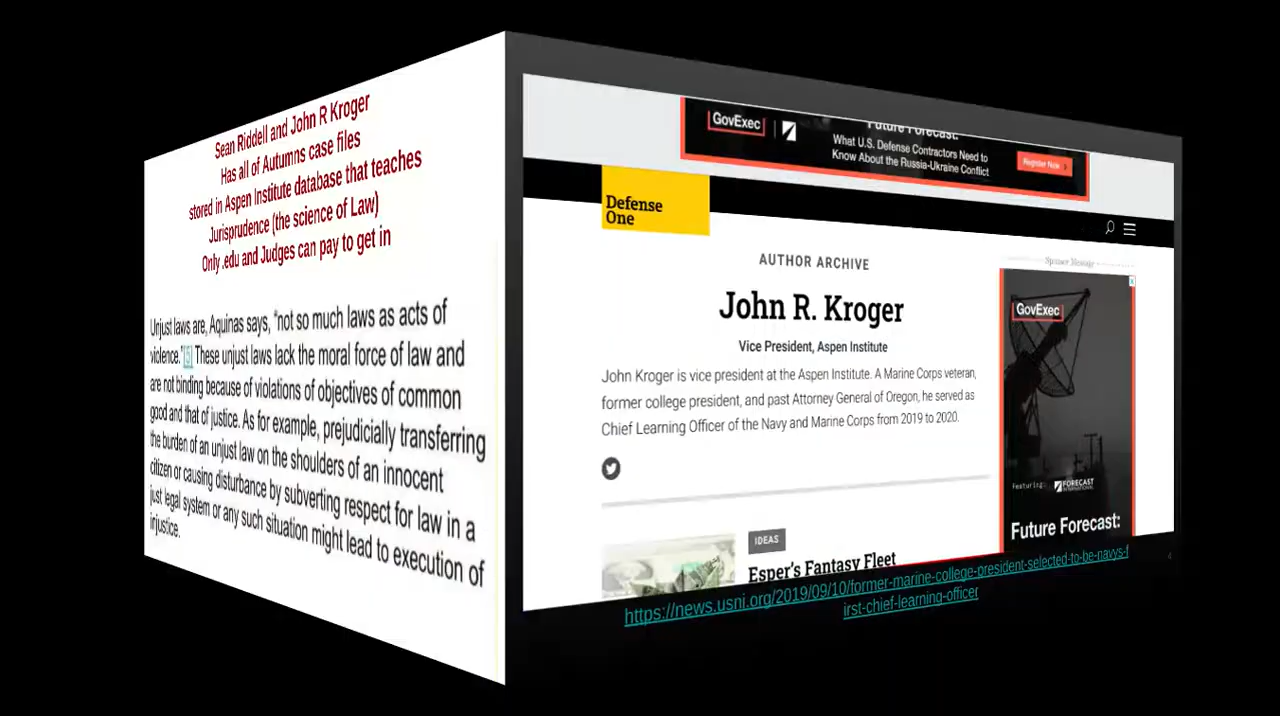 Sean Riddell and John R Kroger
Has all of Autumns case files
stored in Aspen Institute database that teaches
Jurisprudence (the science of Law)
Only .edu and Judges can pay to get in
Unjust laws are, Aquinas says, “not so much laws as acts of
violence.”[5] These unjust laws lack the moral force of law and
are not binding because of violations of objectives of common
good and that of justice. As for example, prejudicially transferring
the burden of an unjust law on the shoulders of an innocent
citizen or causing disturbance by subverting respect for law in a
just legal system or any such situation might lead to execution of
injustice.
GovExec
Future Forecast:
What U.S. Defense Contractors Need to
Know About the Russia-Ukraine Conflict
Register Now
Defense
One
AUTHOR ARCHIVE
John R. Kroger
Vice President, Aspen Institute
John Kroger is vice president at the Aspen Institute. A Marine Corps veteran,
former college president, and past Attorney General of Oregon, he served as
Chief Learning Officer of the Navy and Marine Corps from 2019 to 2020.
Sponsor Message
GovExec
Featuring:
FORECAST
INTERNATIONAL
Future Forecast:
IDEAS
Esper's Fantasy Fleet
https://news.usni.org/2019/09/10/former-marine-college-president-selected-to-be-navys-f
irst-chief-learning-officer